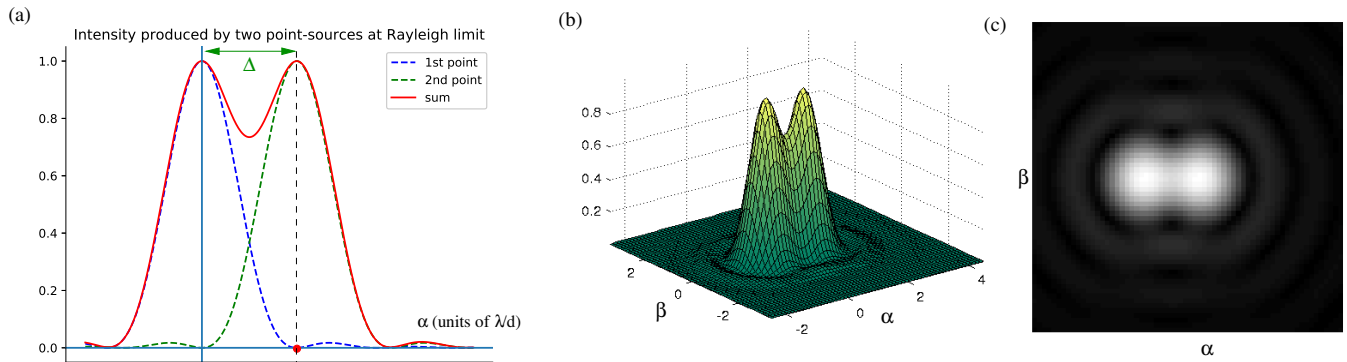 (a)
Intensity produced by two point-sources at Rayleigh limit
Δ
1st point
2nd point
sum
1.0
0.8
0.6
0.4
0.2
0.0
α (units of λ/d)
(b)
0.8
0.6
0.4
0.2
2
0
-2
β
-2
0
2
4
α
(c)
β
α